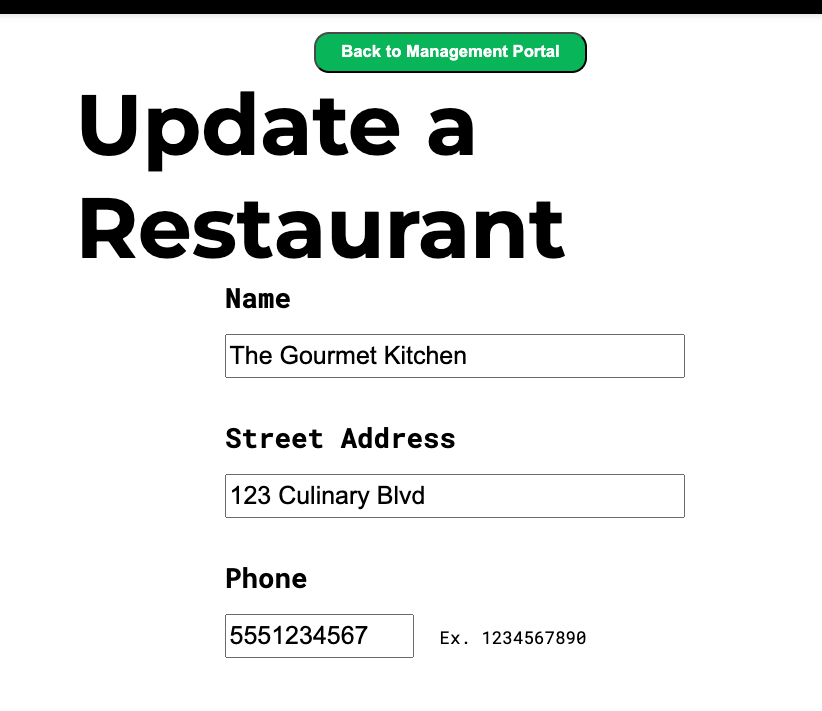 Back to Management Portal
Update a
Restaurant
Name
The Gourmet Kitchen
Street Address
123 Culinary Blvd
Phone
5551234567 Ex. 1234567890